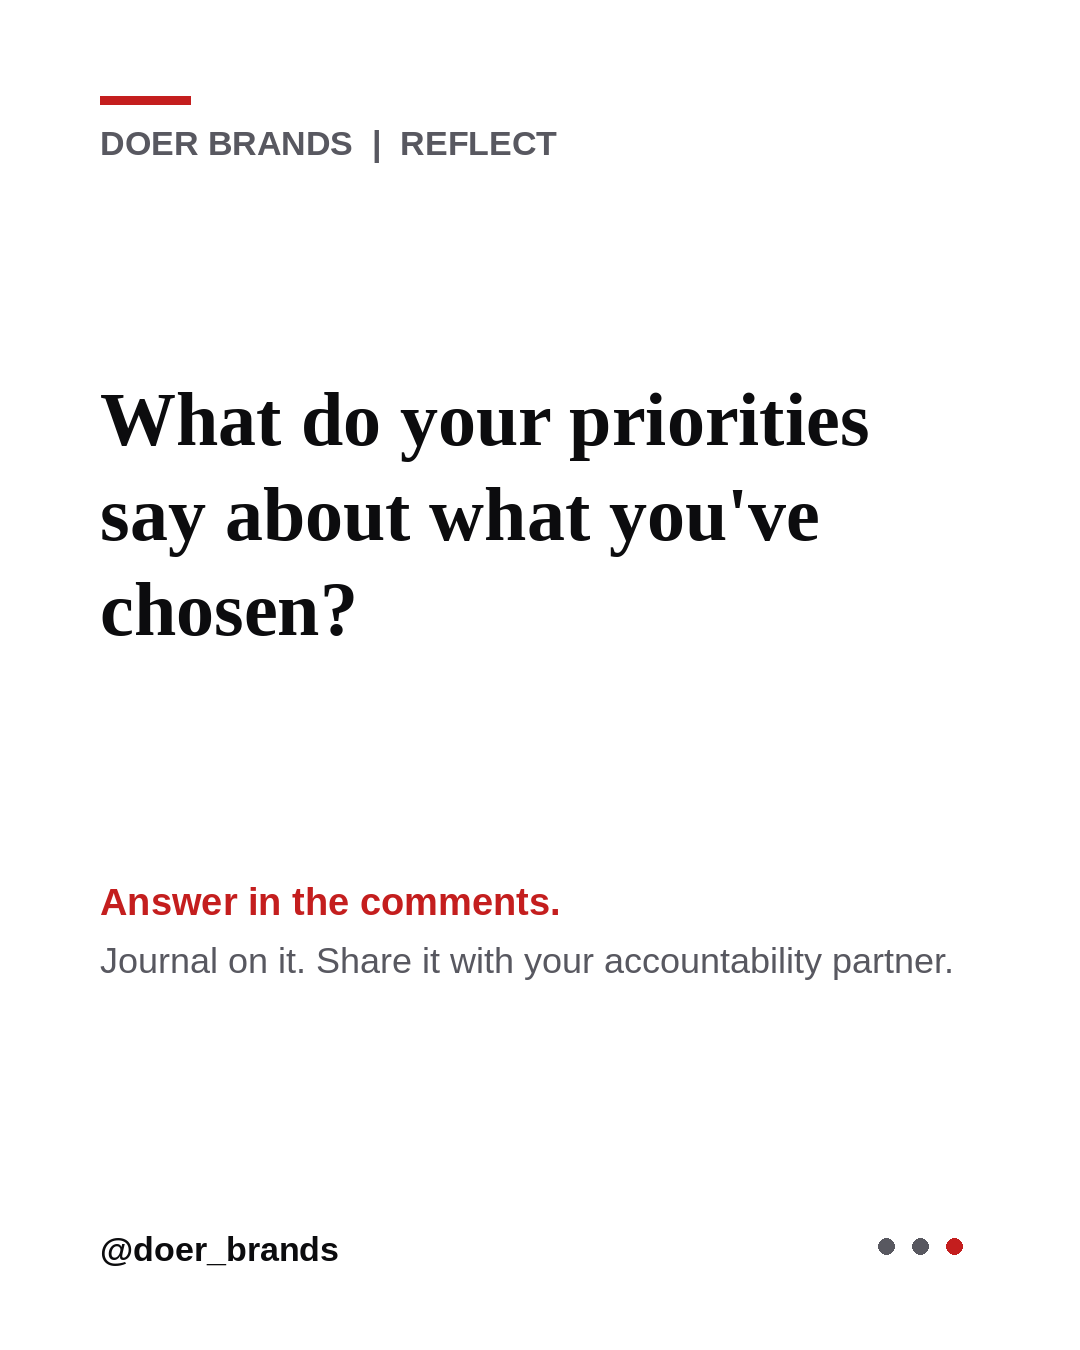 DOER BRANDS | REFLECT
What do your priorities
say about what you've
chosen?
Answer in the comments.
Journal on it. Share it with your accountability partner.
@doer_brands